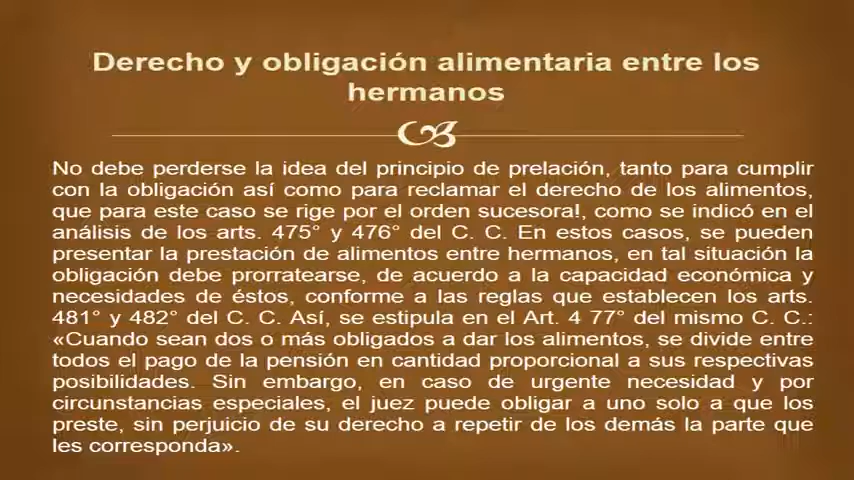 Derecho y obligación alimentaria entre los
hermanos
No debe perderse la idea del principio de prelación, tanto para cumplir
con la obligación así como para reclamar el derecho de los alimentos,
que para este caso se rige por el orden sucesora!, como se indicó en el
análisis de los arts. 475° y 476° del C. C. En estos casos, se pueden
presentar la prestación de alimentos entre hermanos, en tal situación la
obligación debe prorratearse, de acuerdo a la capacidad económica y
necesidades de éstos, conforme a las reglas que establecen los arts.
481° y 482° del C. C. Así, se estipula en el Art. 4 77° del mismo C. C.:
«Cuando sean dos o más obligados a dar los alimentos, se divide entre
todos el pago de la pensión en cantidad proporcional a sus respectivas
posibilidades. Sin embargo, en caso de urgente necesidad y por
circunstancias especiales, el juez puede obligar a uno solo a que los
preste, sin perjuicio de su derecho a repetir de los demás la parte que
les corresponda».